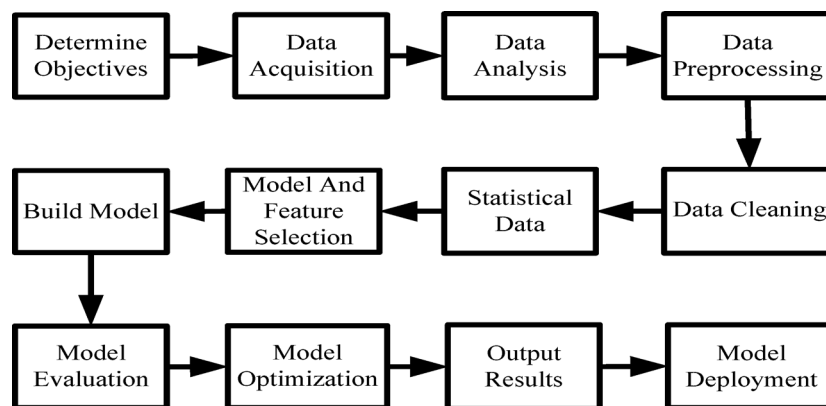 Determine
Objectives
Data
Acquisition
Data
Analysis
Data
Preprocessing
Data Cleaning
Statistical
Data
Model And
Feature
Selection
Build Model
Model
Evaluation
Model
Optimization
Output
Results
Model
Deployment